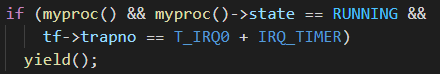 if (myproc() && myproc()->state == RUNNING &&
tf->trapno == T_IRQ0 + IRQ_TIMER)
yield();